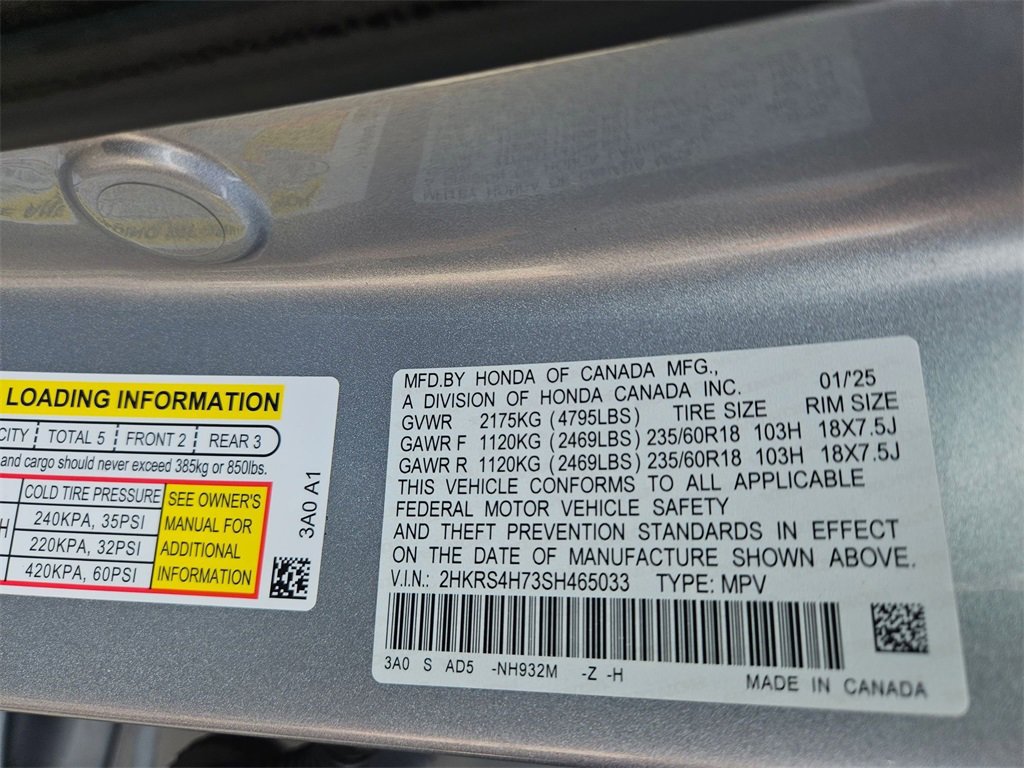 LOADING INFORMATION
CITY TOTAL 5 FRONT 2 REAR 3
and cargo should never exceed 385kg or 850lbs.
COLD TIRE PRESSURE
H 240KPA, 35PSI
220KPA, 32PSI
420KPA, 60PSI
SEE OWNER'S
MANUAL FOR
ADDITIONAL
INFORMATION
3A0 A1
MFD.BY HONDA OF CANADA MFG.,
A DIVISION OF HONDA CANADA INC. 01/'25
GVWR 2175KG (4795LBS) TIRE SIZE RIM SIZE
GAWR F 1120KG (2469LBS) 235/60R18 103H 18X7.5J
GAWR R 1120KG (2469LBS) 235/60R18 103H 18X7.5J
THIS VEHICLE CONFORMS TO ALL APPLICABLE
FEDERAL MOTOR VEHICLE SAFETY
AND THEFT PREVENTION STANDARDS IN EFFECT
ON THE DATE OF MANUFACTURE SHOWN ABOVE.
V.I.N.: 2HKRS4H73SH465033 TYPE: MPV
3A0 S AD5 -NH932M -Z -H
MADE IN CANADA